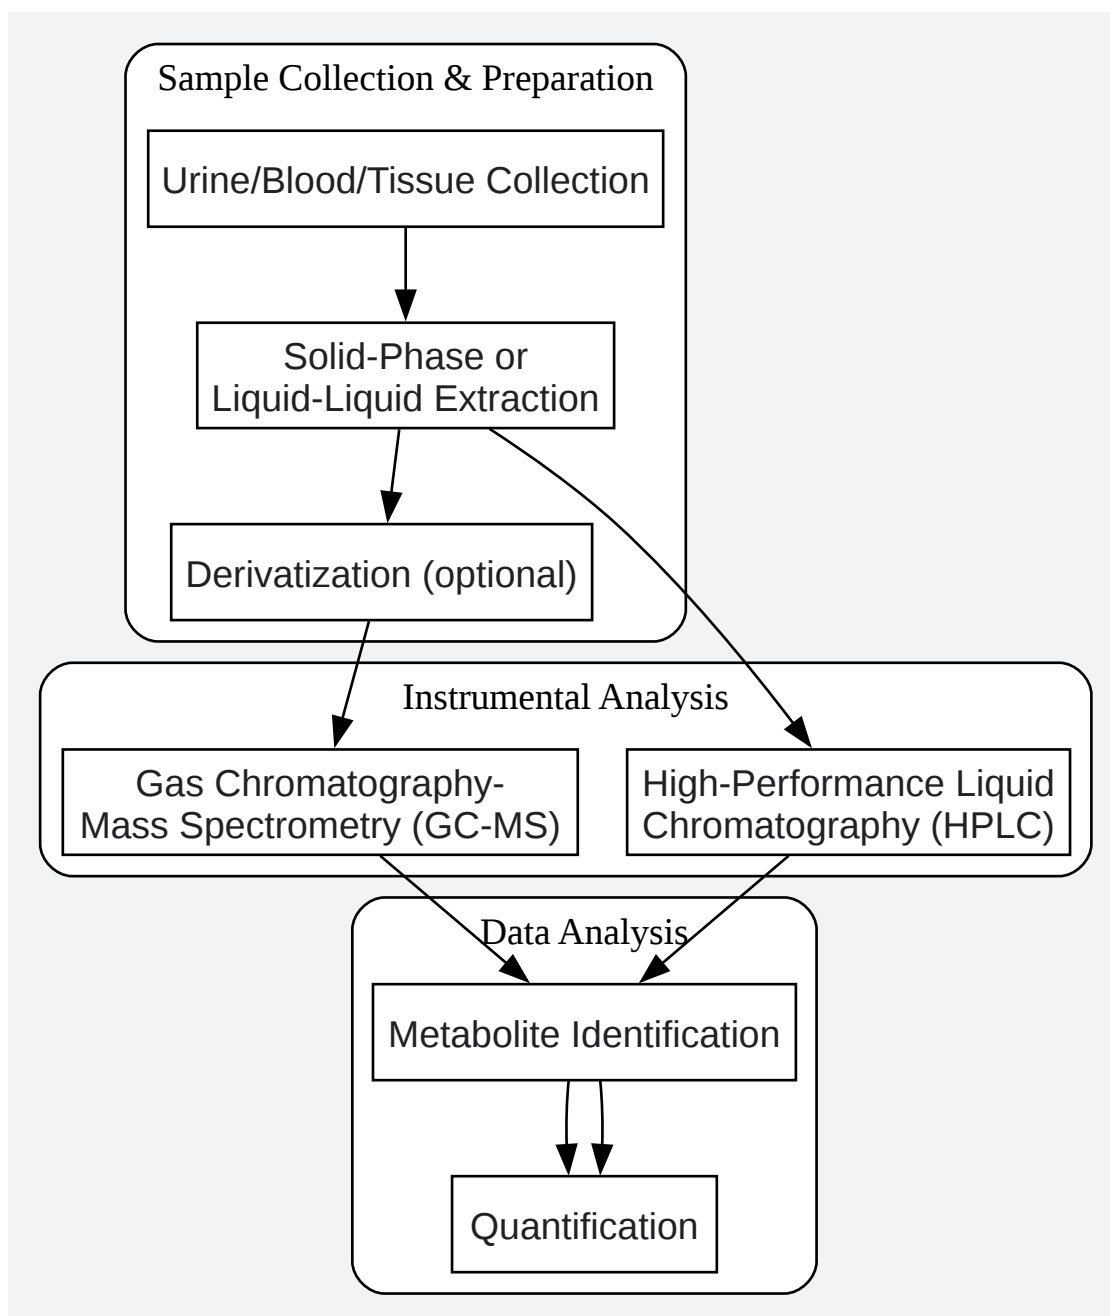 Sample Collection & Preparation
Urine/Blood/Tissue Collection
Solid-Phase or
Liquid-Liquid Extraction
Derivatization (optional)
Instrumental Analysis
Gas Chromatography-
Mass Spectrometry (GC-MS)
High-Performance Liquid
Chromatography (HPLC)
Data Analysis
Metabolite Identification
Quantification